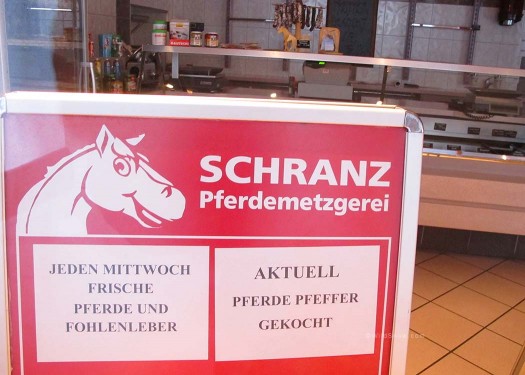 SCHRANZ
Pferdemetzgerei
JEDEN MITTWOCH
FRISCHE
PFERDE UND
FOHLENLEBER
AKTUELL
PFERDE PFEFFER
GEKOCHT